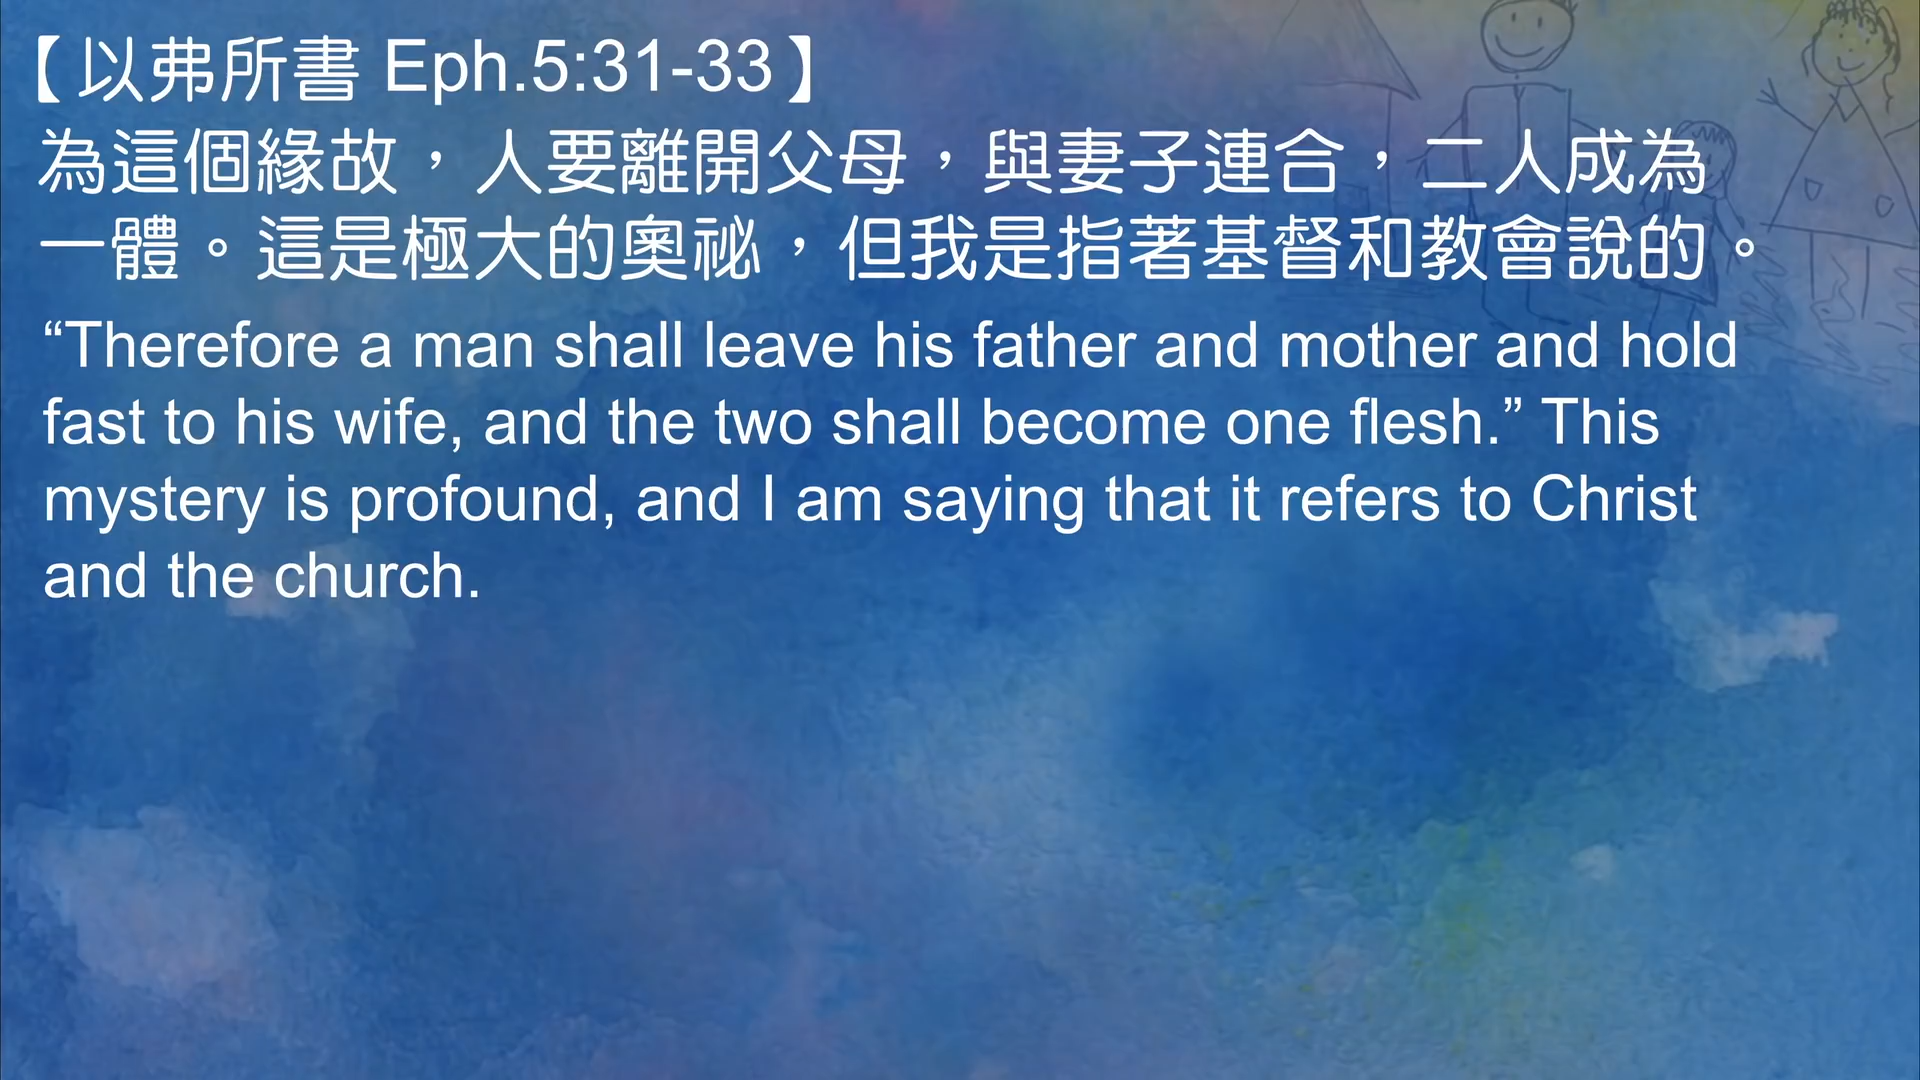 【以弗所書 Eph.5:31-33】
為這個緣故，人要離開父母，與妻子連合，二人成為
一體。這是極大的奧祕，但我是指著基督和教會說的。
“Therefore a man shall leave his father and mother and hold
fast to his wife, and the two shall become one flesh.” This
mystery is profound, and I am saying that it refers to Christ
and the church.